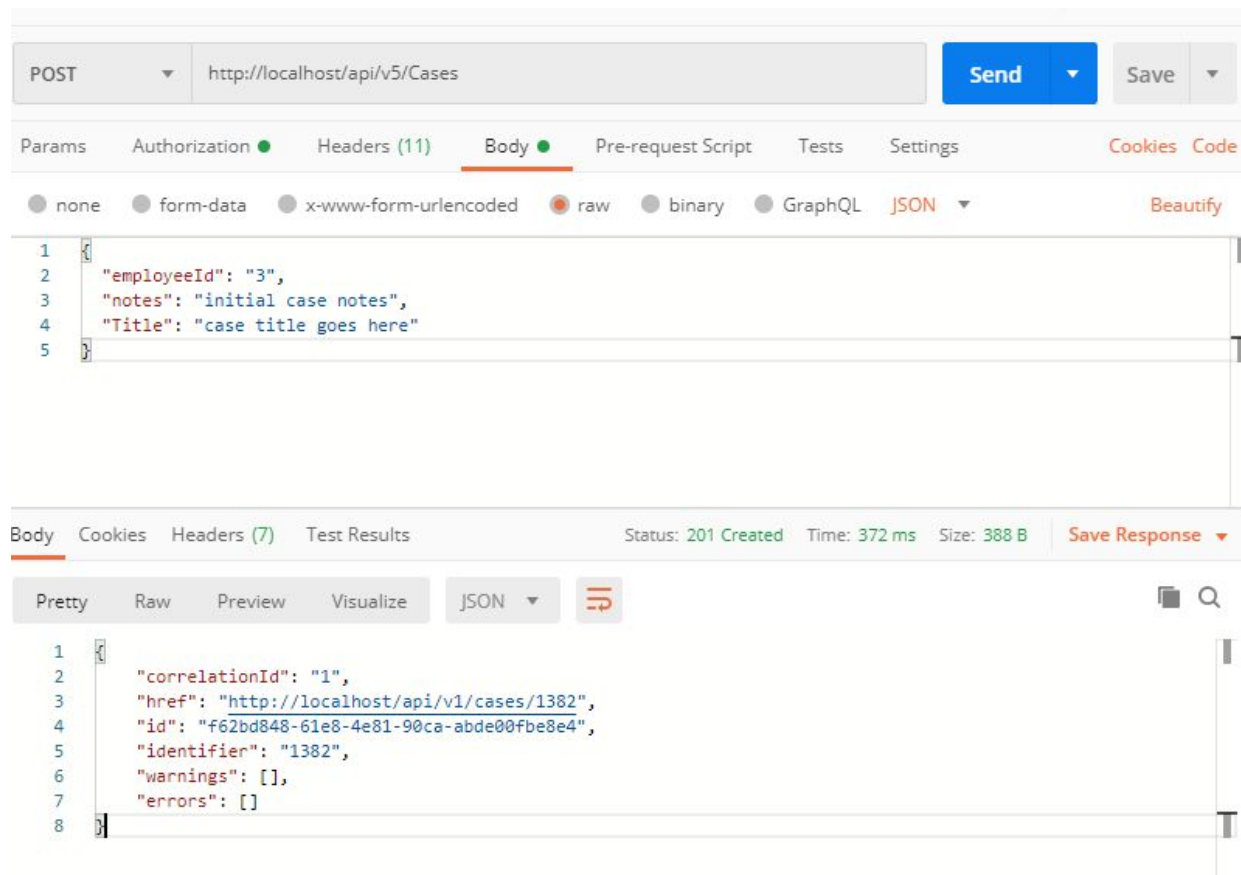 POST http://localhost/api/v5/Cases Send Save
Params Authorization Headers (11) Body Pre-request Script Tests Settings Cookies Code
none form-data x-www-form-urlencoded raw binary GraphQL JSON Beautify
1 {
2 "employeeId": "3",
3 "notes": "initial case notes",
4 "Title": "case title goes here"
5 }
Body Cookies Headers (7) Test Results Status: 201 Created Time: 372 ms Size: 388 B Save Response
Pretty Raw Preview Visualize JSON
1 {
2 "correlationId": "1",
3 "href": "http://localhost/api/v1/cases/1382",
4 "id": "f62bd848-61e8-4e81-90ca-abde00fbe8e4",
5 "identifier": "1382",
6 "warnings": [],
7 "errors": []
8 }